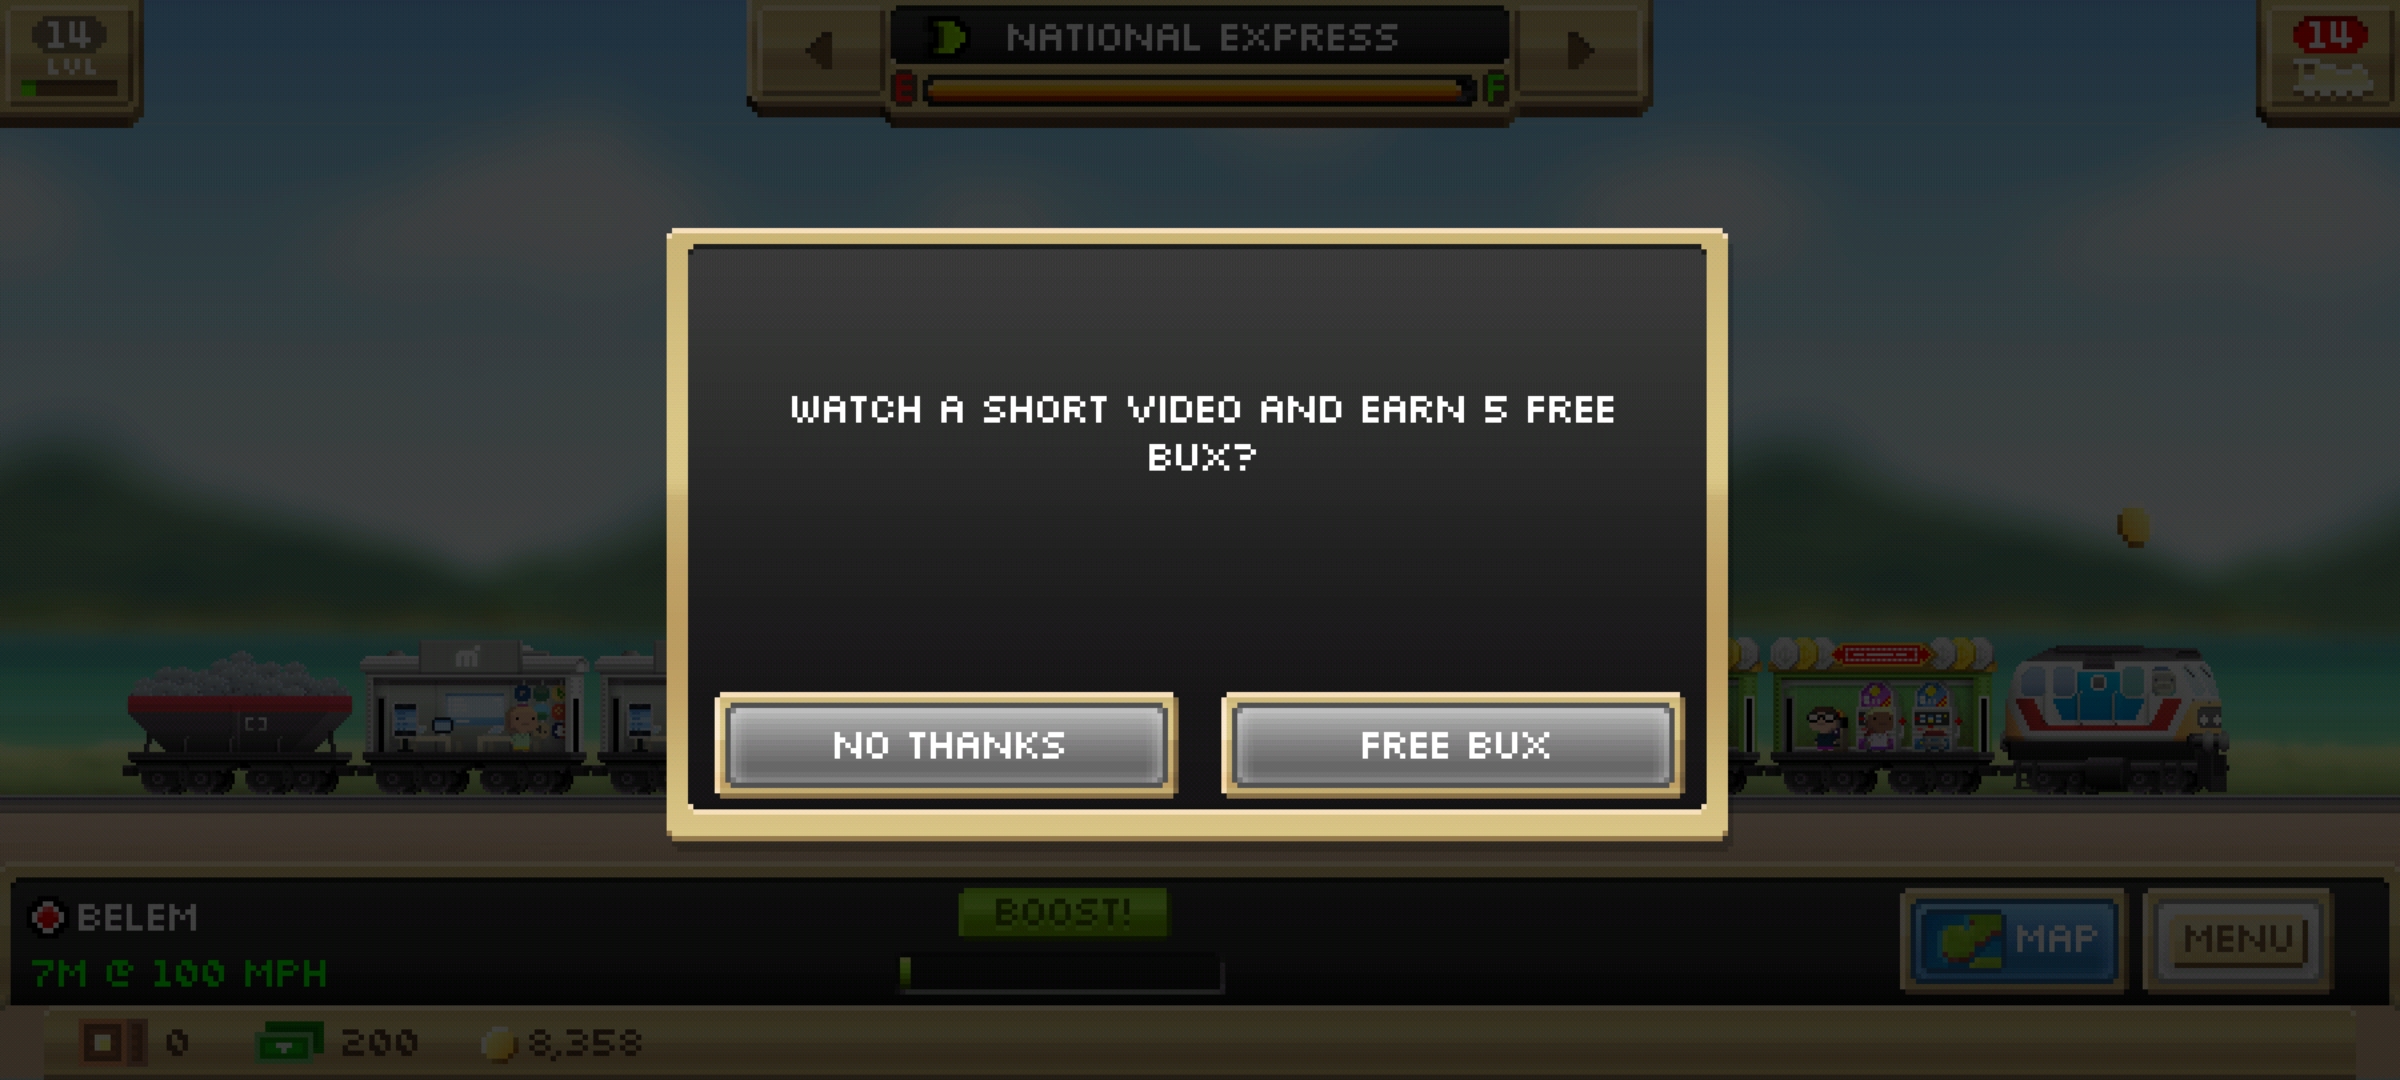 14
LVL
NATIONAL EXPRESS
E
F
14
WATCH A SHORT VIDEO AND EARN 5 FREE
BUX?
NO THANKS
FREE BUX
BELEM
7M @ 100 MPH
BOOST!
MAP
MENU
0
200
8,358